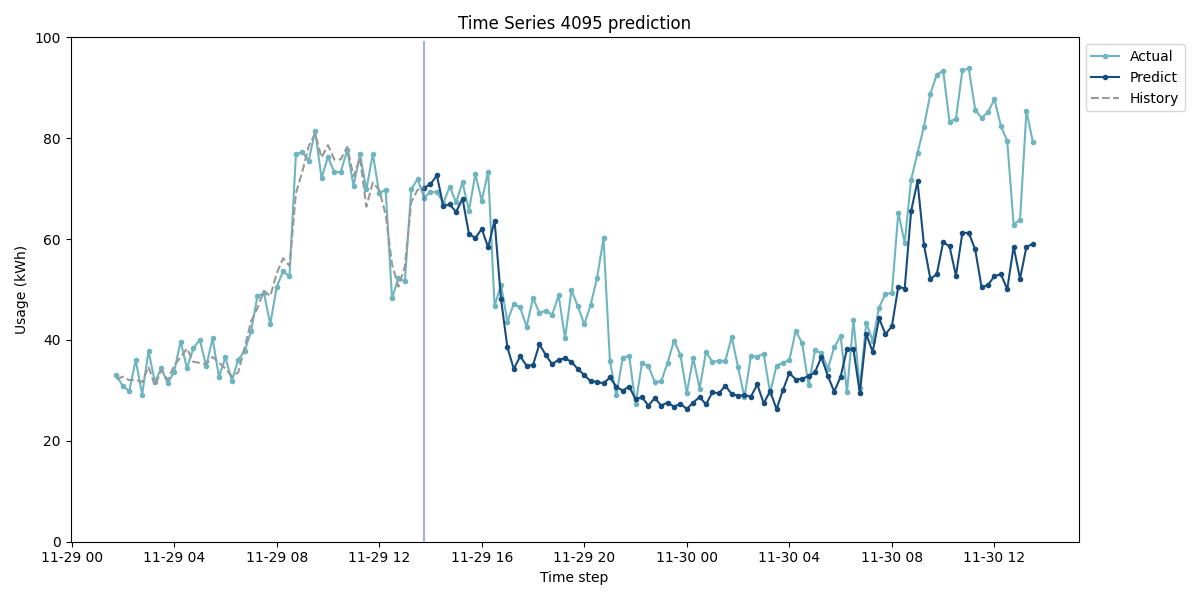 Time Series 4095 prediction
100
80
60
40
20
0
Usage (kWh)
11-29 00
11-29 04
11-29 08
11-29 12
11-29 16
11-29 20
11-30 00
11-30 04
11-30 08
11-30 12
Time step
Actual
Predict
History